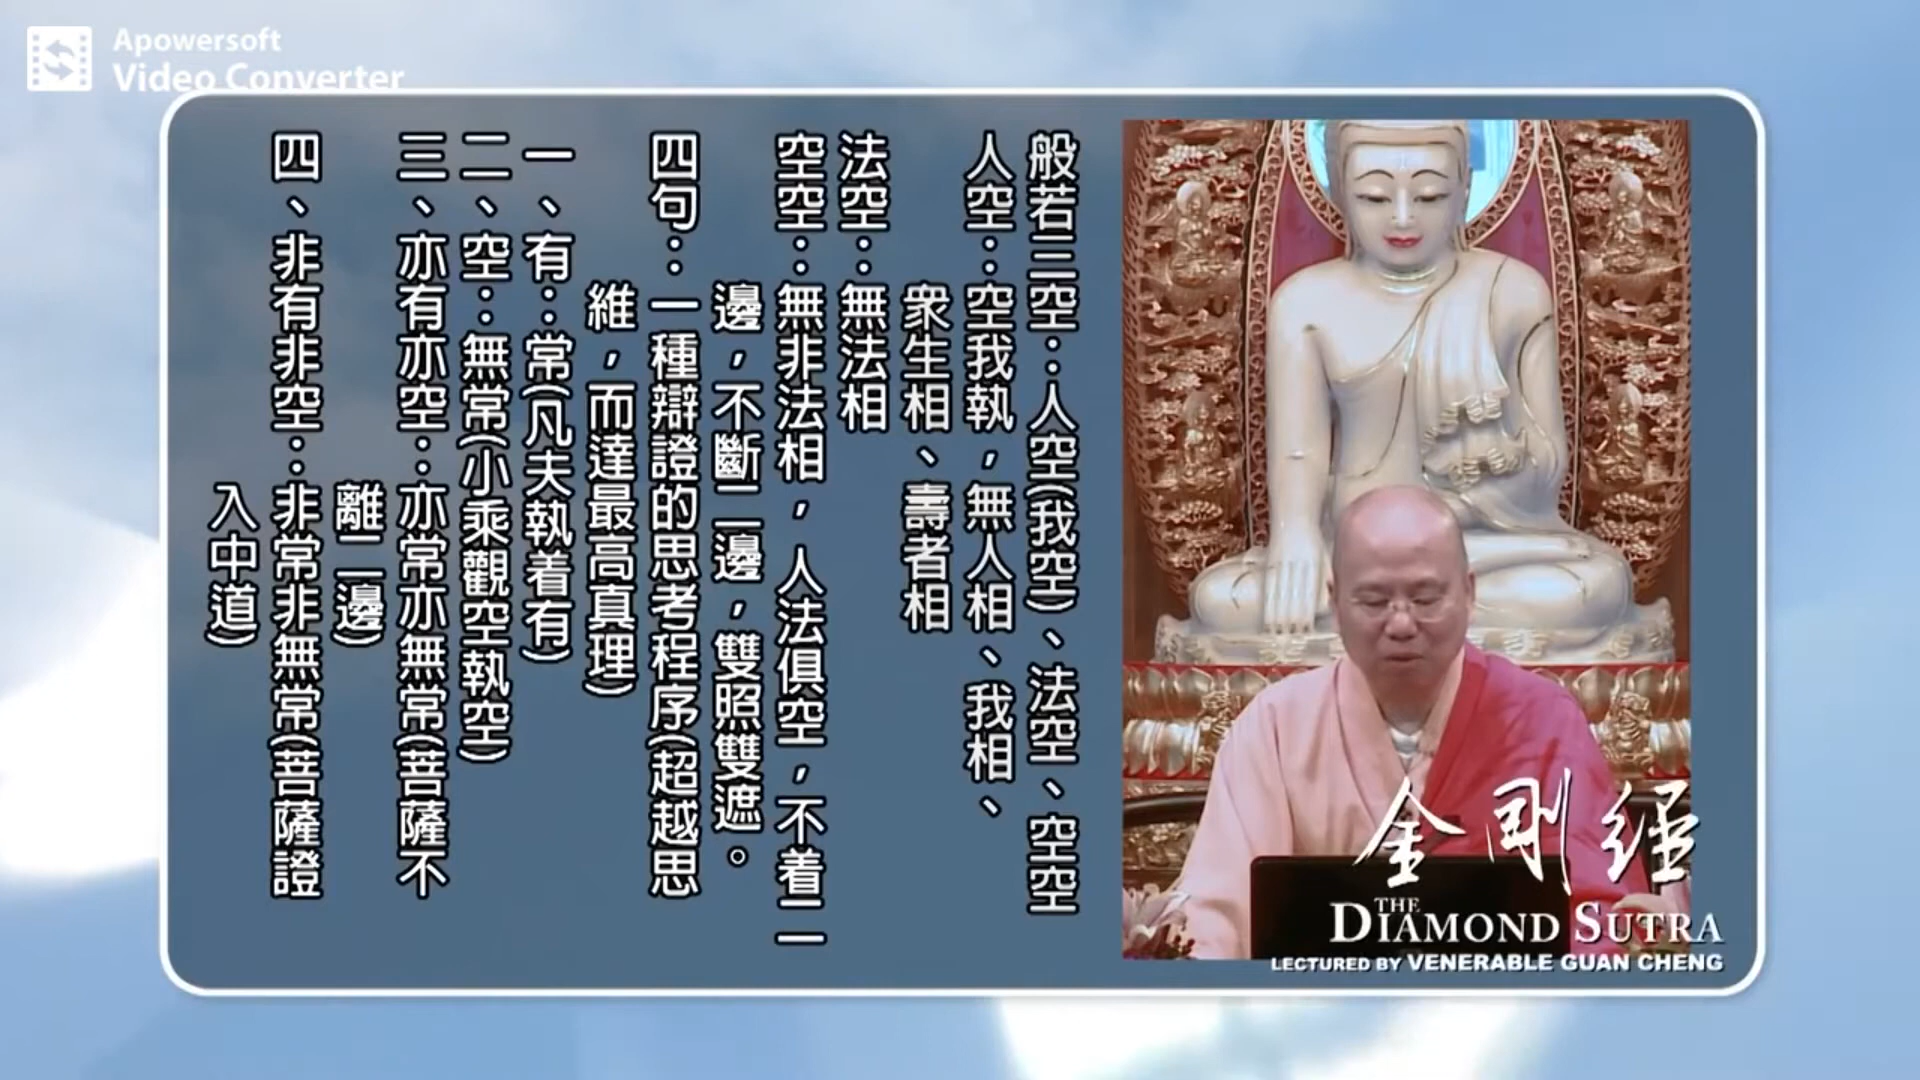 Apowersoft
Video Converter
般若三空：人空(我空)、法空、空空
人空：空我執，無人相、我相、
衆生相、壽者相
法空：無法相
空空：無非法相，人法俱空，不着二
邊，不斷二邊，雙照雙遮。
四句：一種辯證的思考程序(超越思
維，而達最高真理)
一、有：常(凡夫執着有)
二、空：無常(小乘觀空執空)
三、亦有亦空：亦常亦無常(菩薩不
離二邊)
四、非有非空：非常非無常(菩薩證
入中道)
金剛經
THE
DIAMOND SUTRA
LECTURED BY VENERABLE GUAN CHENG